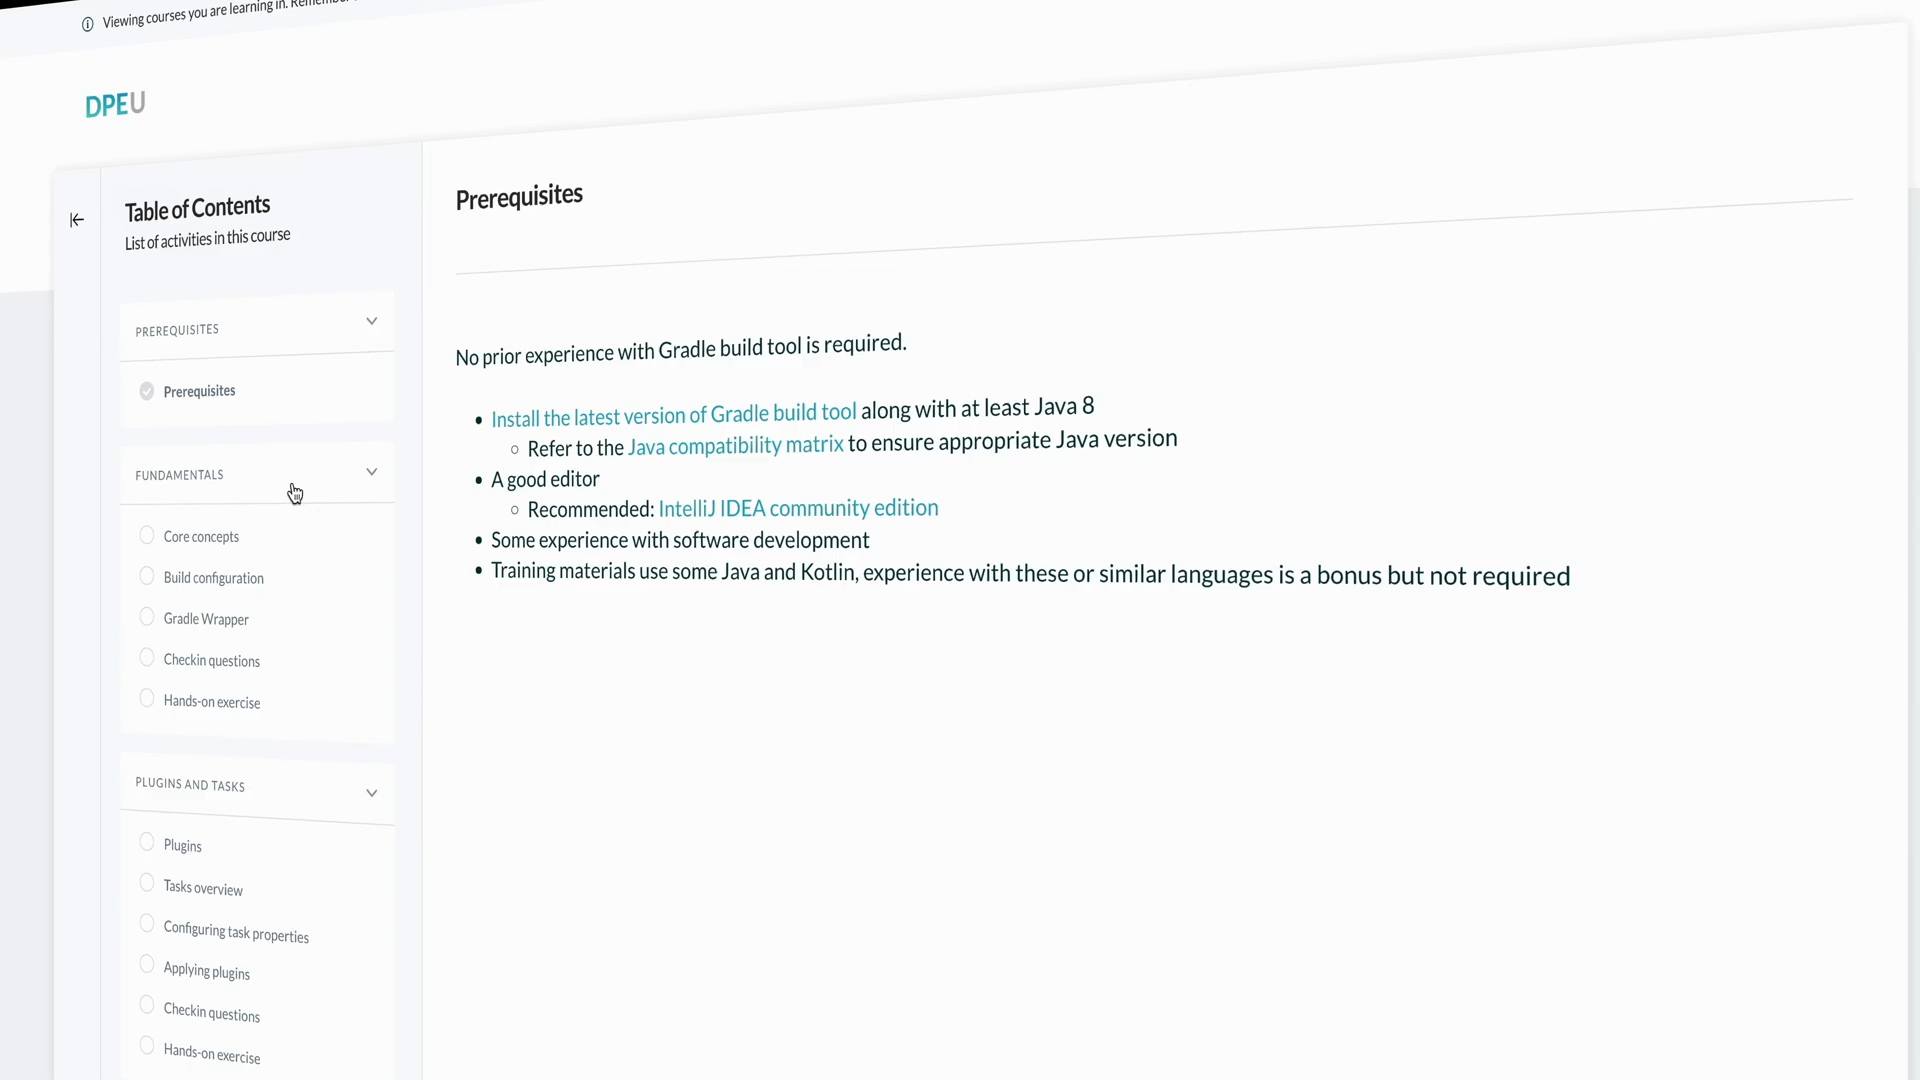 Viewing courses you are learning in.
DPEU
Table of Contents
List of activities in this course
PREREQUISITES
Prerequisites
FUNDAMENTALS
Core concepts
Build configuration
Gradle Wrapper
Checkin questions
Hands-on exercise
PLUGINS AND TASKS
Plugins
Tasks overview
Configuring task properties
Applying plugins
Checkin questions
Hands-on exercise
Prerequisites
No prior experience with Gradle build tool is required.
• Install the latest version of Gradle build tool along with at least Java 8
○ Refer to the Java compatibility matrix to ensure appropriate Java version
• A good editor
○ Recommended: IntelliJ IDEA community edition
• Some experience with software development
• Training materials use some Java and Kotlin, experience with these or similar languages is a bonus but not required